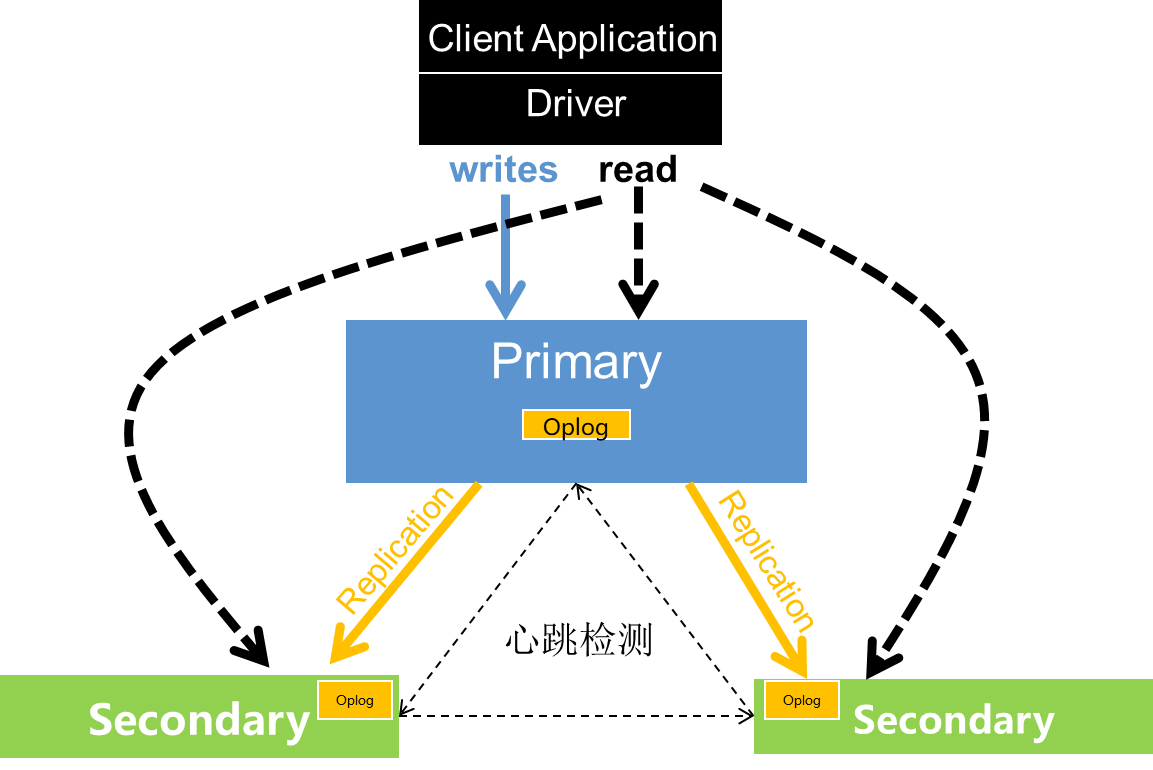 Client Application
Driver
writes
read
Primary
Oplog
Replication
Replication
心跳检测
Secondary
Oplog
Oplog
Secondary